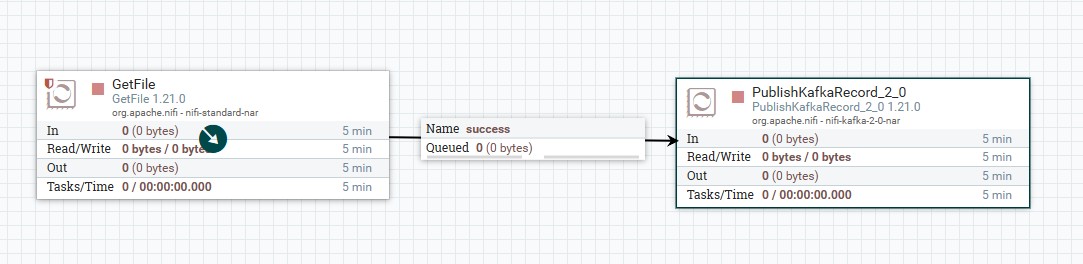 GetFile
GetFile 1.21.0
org.apache.nifi - nifi-standard-nar
In 0 (0 bytes) 5 min
Read/Write 0 bytes / 0 bytes 5 min
Out 0 (0 bytes) 5 min
Tasks/Time 0 / 00:00:00.000 5 min
Name success
Queued 0 (0 bytes)
PublishKafkaRecord_2_0
PublishKafkaRecord_2_0 1.21.0
org.apache.nifi - nifi-kafka-2-0-nar
In 0 (0 bytes) 5 min
Read/Write 0 bytes / 0 bytes 5 min
Out 0 (0 bytes) 5 min
Tasks/Time 0 / 00:00:00.000 5 min